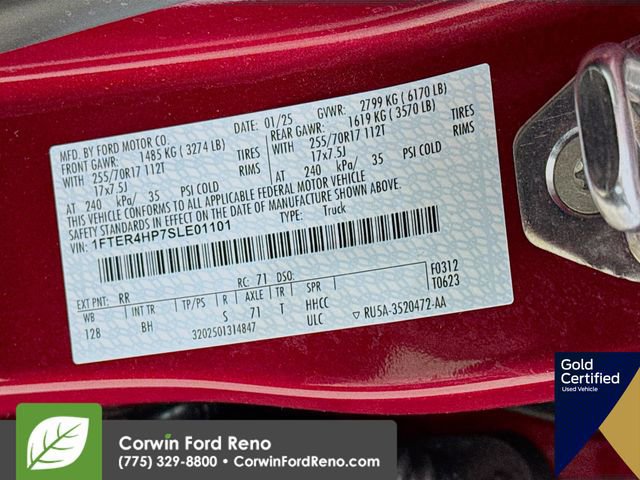 MFD. BY FORD MOTOR CO.
DATE: 01/25 GVWR: 2799 KG ( 6170 LB)
FRONT GAWR: 1485 KG ( 3274 LB) REAR GAWR: 1619 KG ( 3570 LB)
WITH 255/70R17 112T TIRES WITH 255/70R17 112T TIRES
17x7.5J RIMS 17x7.5J RIMS
AT 240 kPa/ 35 PSI COLD AT 240 kPa/ 35 PSI COLD
THIS VEHICLE CONFORMS TO ALL APPLICABLE FEDERAL MOTOR VEHICLE
SAFETY STANDARDS IN EFFECT ON THE DATE OF MANUFACTURE SHOWN ABOVE.
VIN: 1FTER4HP7SLE01101 TYPE: Truck
EXT PNT: RR RC: 71 DSO: F0312
WB INT TR TP/PS R AXLE TR SPR T0623
128 BH S 71 T HHCC
3202501314847 ULC ▽ RU5A-3520472-AA
Gold
Certified
Used Vehicle
Corwin Ford Reno
(775) 329-8800 • CorwinFordReno.com